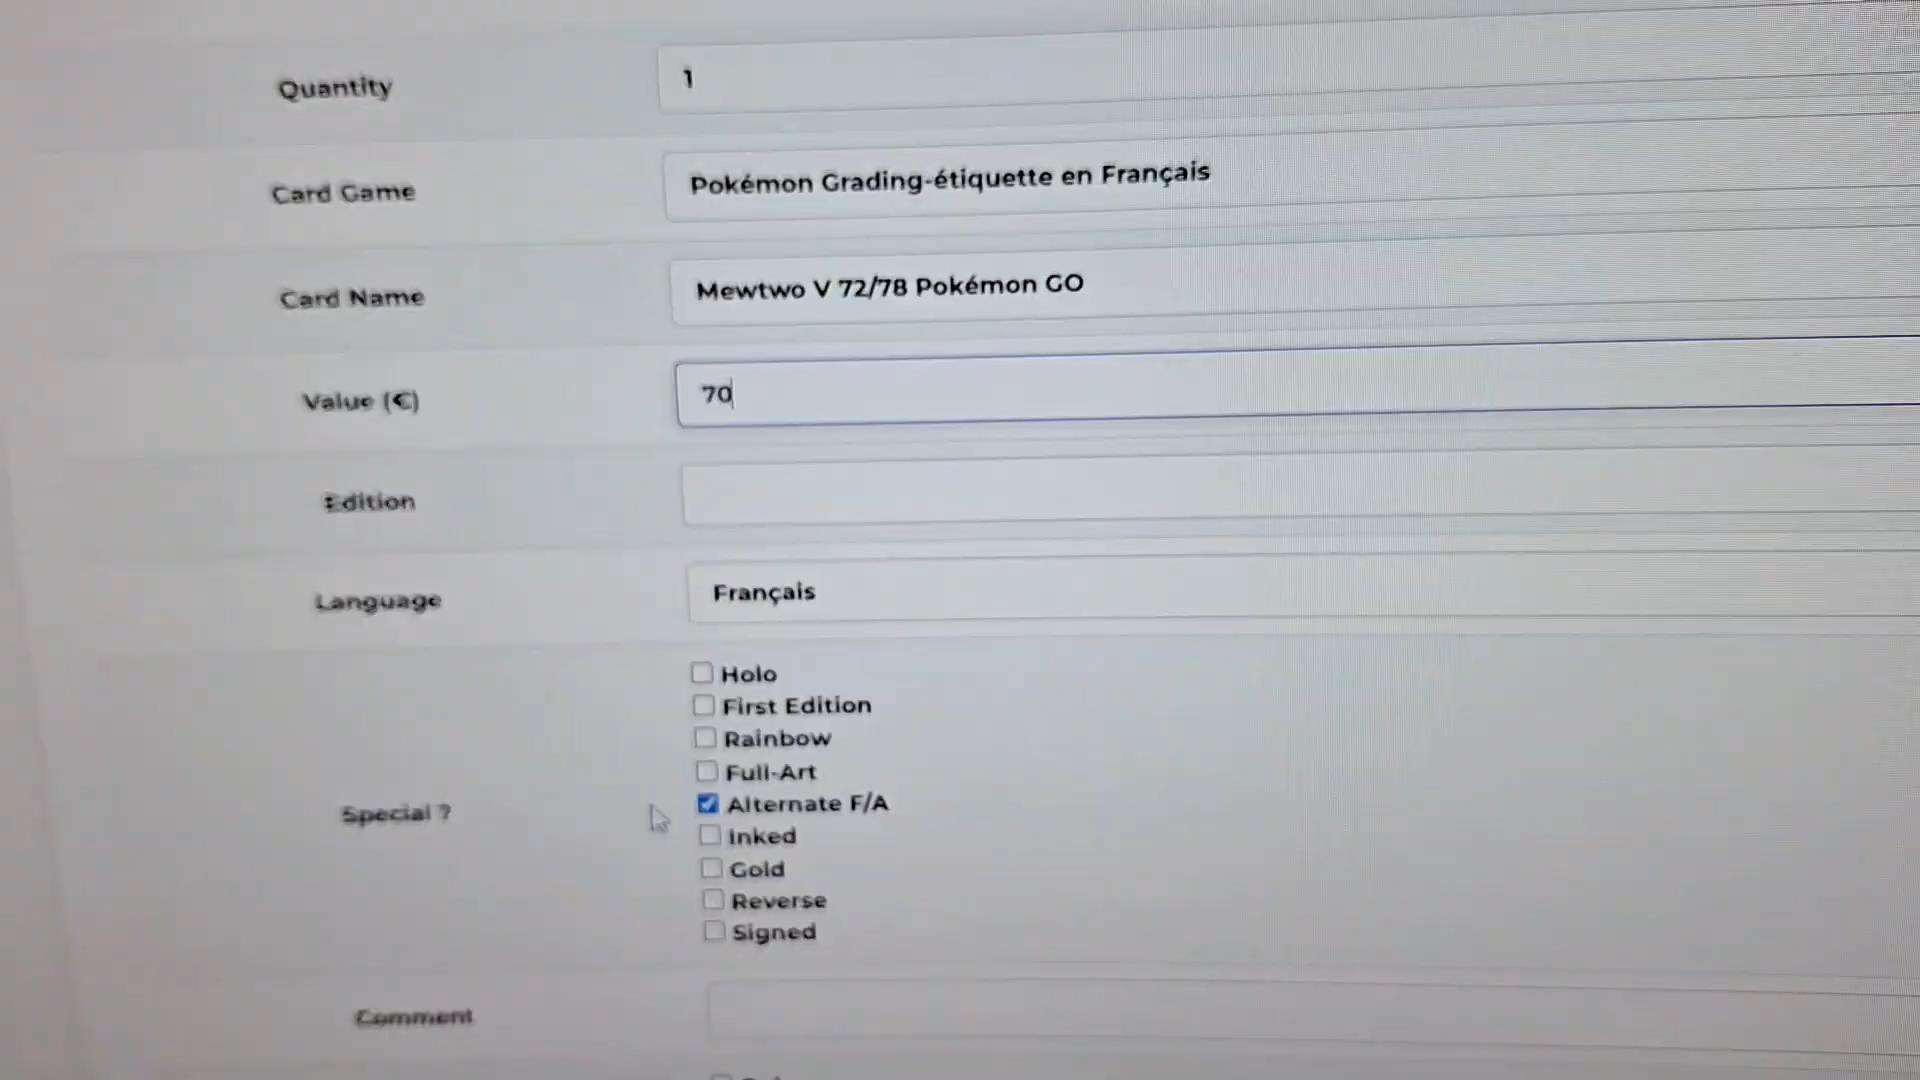 Quantity 1
Card Game Pokémon Grading-étiquette en Français
Card Name Mewtwo V 72/78 Pokémon GO
Value (€) 70
Edition
Language Français
Holo
First Edition
Rainbow
Full-Art
Special ? Alternate F/A
Inked
Gold
Reverse
Signed
Comment